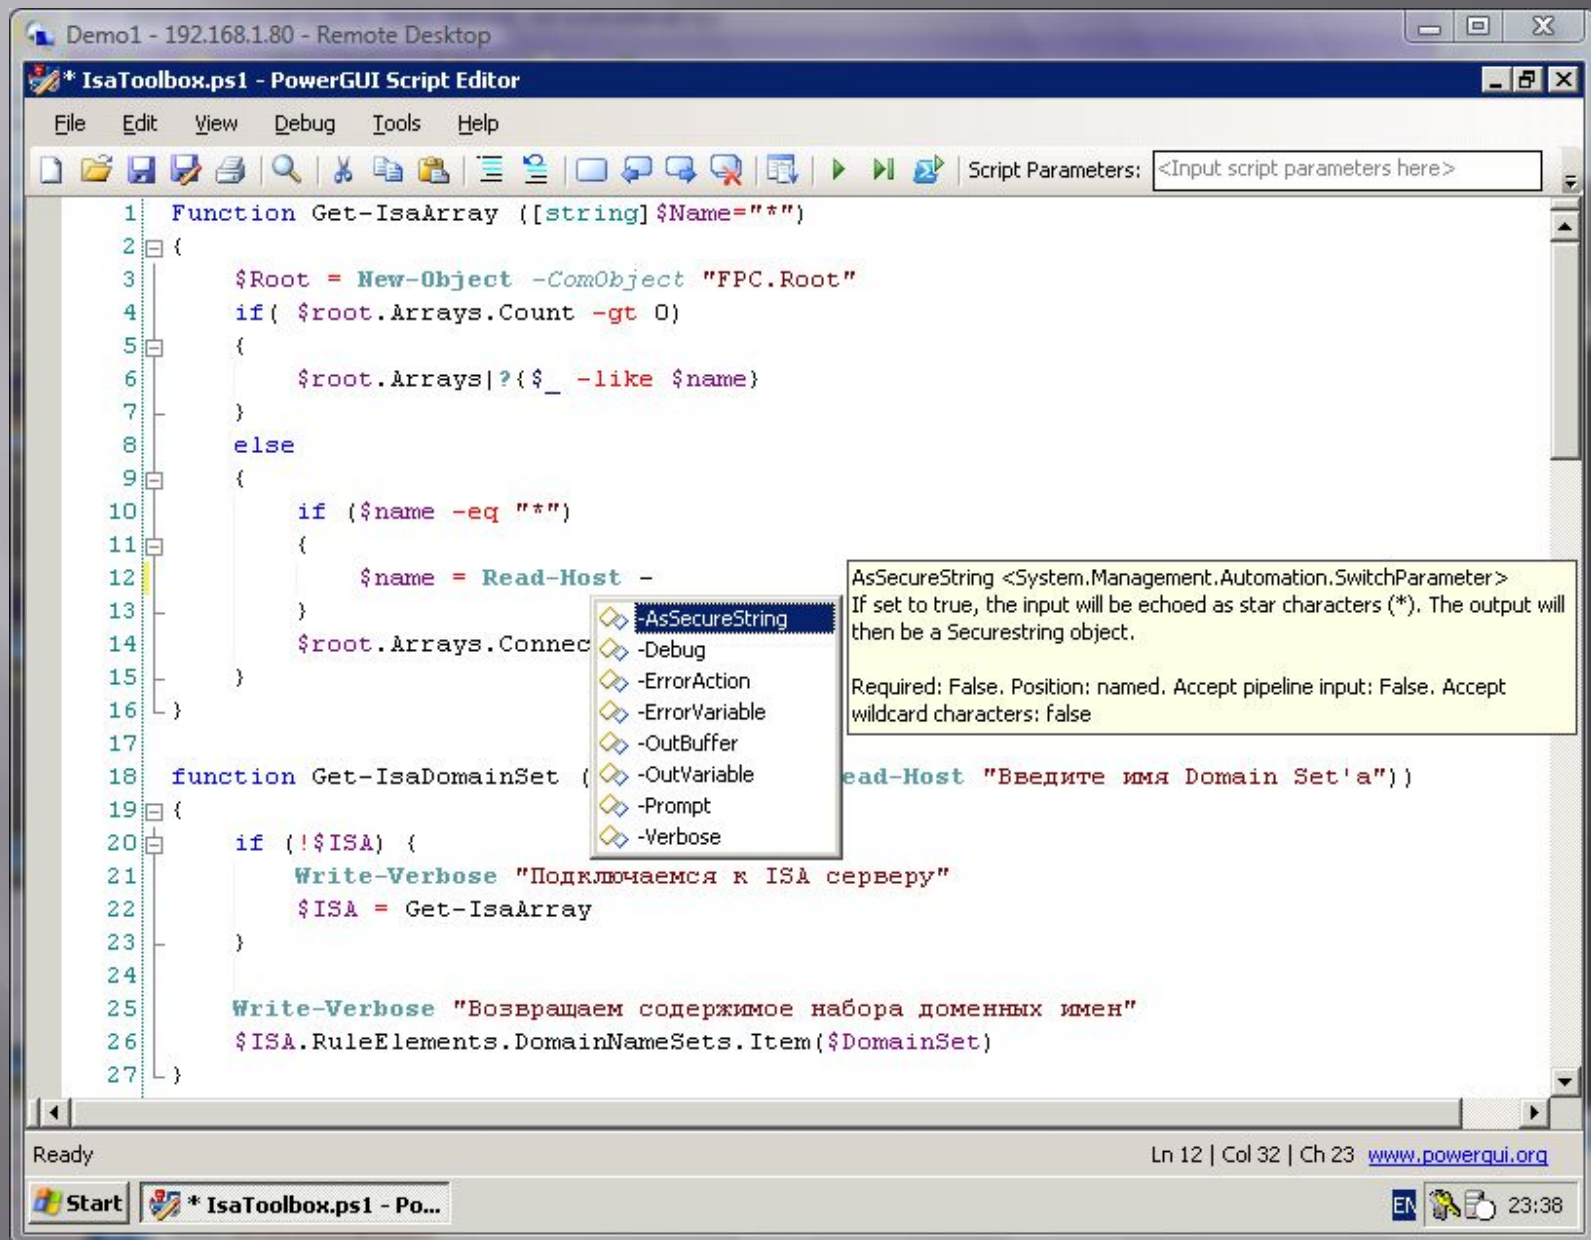 Demo1 - 192.168.1.80 - Remote Desktop
* IsaToolbox.ps1 - PowerGUI Script Editor
File Edit View Debug Tools Help
Script Parameters: <Input script parameters here>
1 Function Get-IsaArray ([string]$Name="*")
2 {
3 $Root = New-Object -ComObject "FPC.Root"
4 if( $root.Arrays.Count -gt 0)
5 {
6 $root.Arrays|?{$_ -like $name}
7 }
8 else
9 {
10 if ($name -eq "*")
11 {
12 $name = Read-Host -
13 }
14 $root.Arrays.Connec
15 }
16 }
17
18 function Get-IsaDomainSet ( ead-Host "Введите имя Domain Set'а"))
19 {
20 if (!$ISA) {
21 Write-Verbose "Подключаемся к ISA серверу"
22 $ISA = Get-IsaArray
23 }
24
25 Write-Verbose "Возвращаем содержимое набора доменных имен"
26 $ISA.RuleElements.DomainNameSets.Item($DomainSet)
27 }
-AsSecureString
-Debug
-ErrorAction
-ErrorVariable
-OutBuffer
-OutVariable
-Prompt
-Verbose
AsSecureString <System.Management.Automation.SwitchParameter>
If set to true, the input will be echoed as star characters (*). The output will
then be a Securestring object.
Required: False. Position: named. Accept pipeline input: False. Accept
wildcard characters: false
Ready Ln 12 | Col 32 | Ch 23 www.powergui.org
Start * IsaToolbox.ps1 - Po... EN 23:38